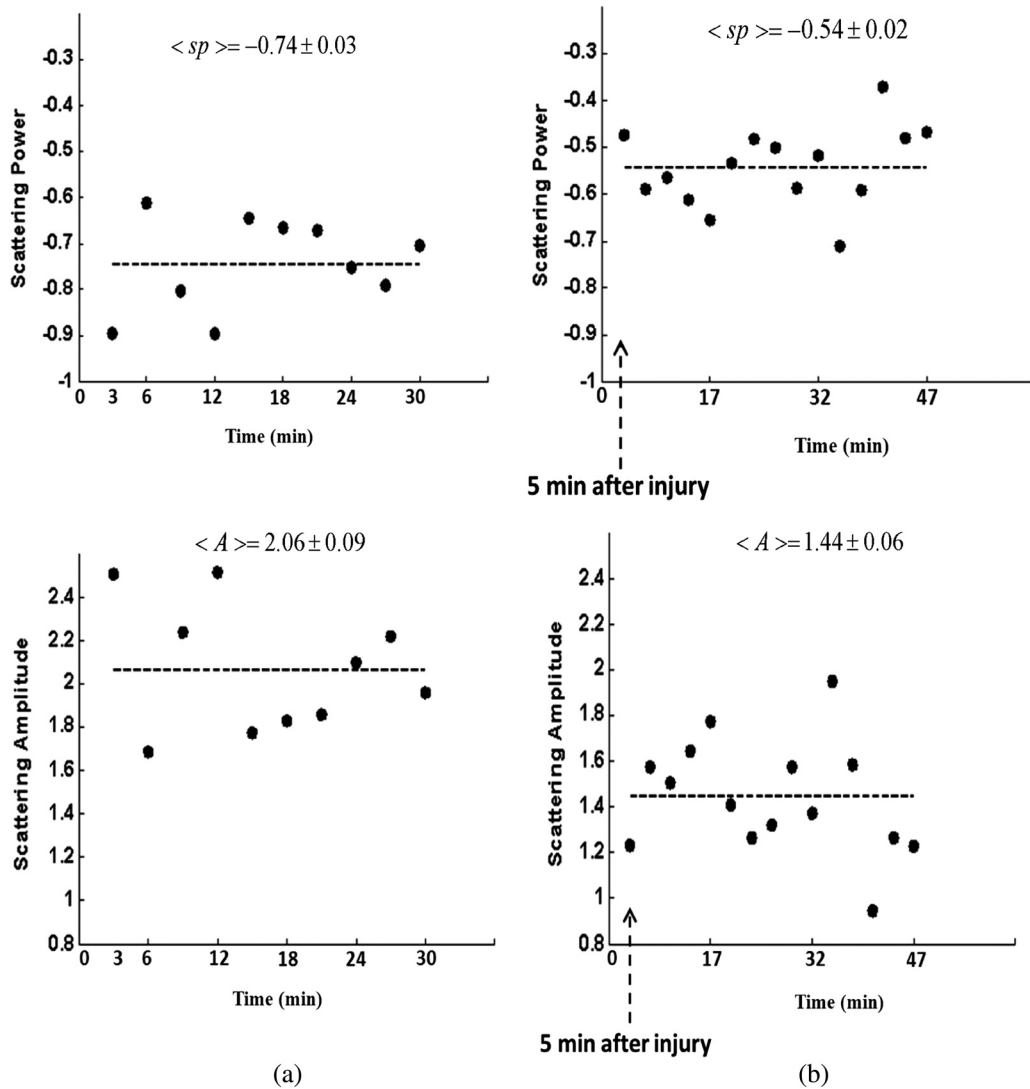 < sp >= −0.74 ± 0.03
-0.3
-0.4
-0.5
-0.6
-0.7
-0.8
-0.9
-1
Scattering Power
0 3 6 12 18 24 30
Time (min)
< sp >= −0.54 ± 0.02
-0.3
-0.4
-0.5
-0.6
-0.7
-0.8
-0.9
-1
Scattering Power
0 17 32 47
Time (min)
5 min after injury
< A >= 2.06 ± 0.09
2.4
2.2
2
1.8
1.6
1.4
1.2
1
0.8
Scattering Amplitude
0 3 6 12 18 24 30
Time (min)
< A >= 1.44 ± 0.06
2.4
2.2
2
1.8
1.6
1.4
1.2
1
0.8
Scattering Amplitude
0 17 32 47
Time (min)
5 min after injury
(a)
(b)